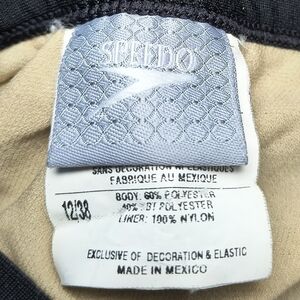 SPEEDO
SANS DECORATION NI ELASTIQUES
FABRIQUE AU MEXIQUE
12/38
BODY: 60% POLYESTER
40% PBT POLYESTER
LINER: 100% NYLON
EXCLUSIVE OF DECORATION & ELASTIC
MADE IN MEXICO